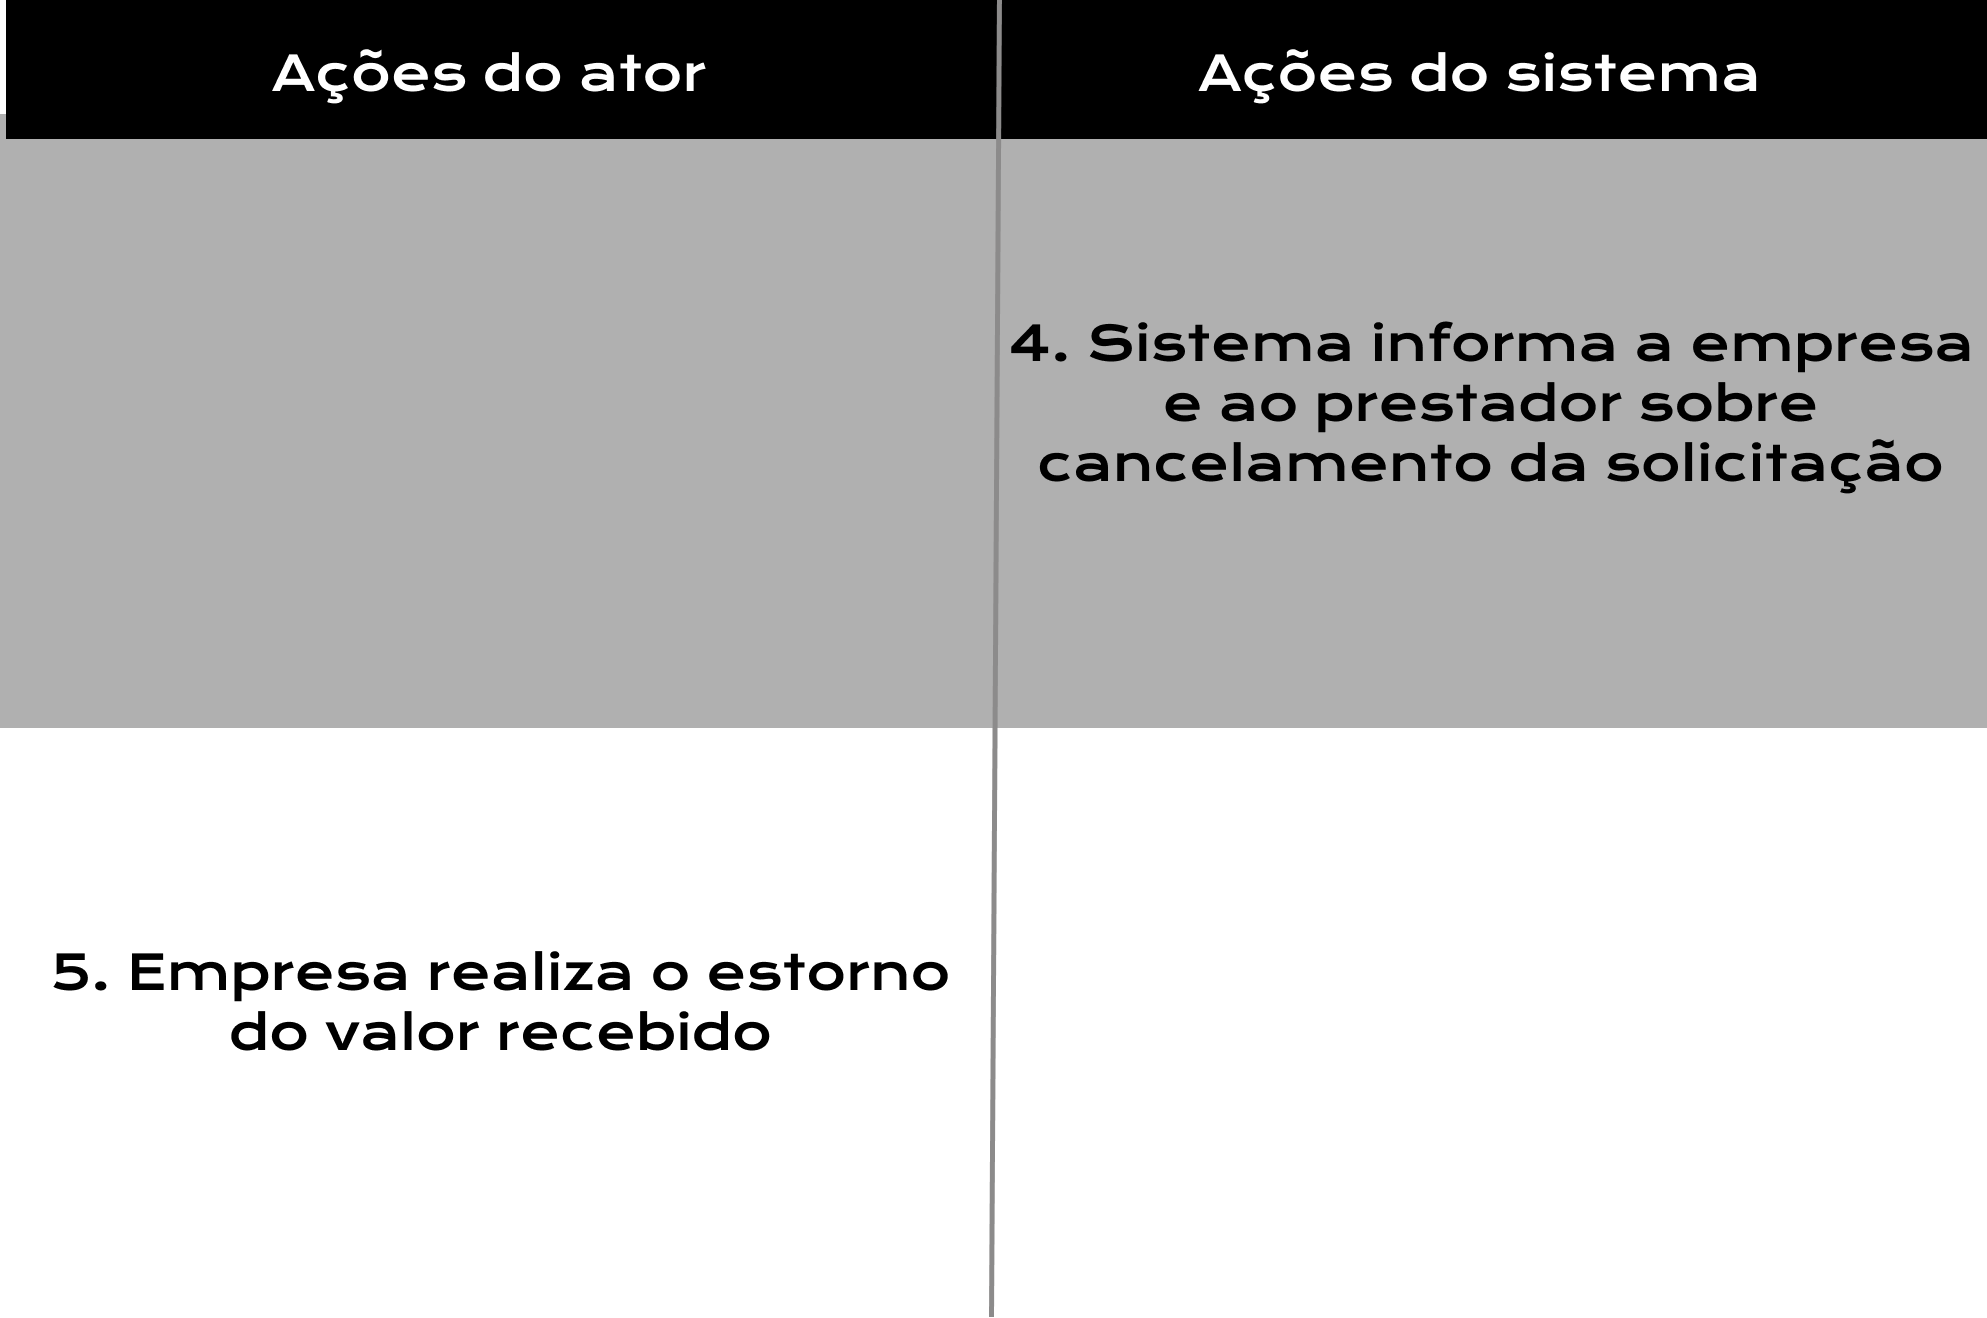 Ações do ator
Ações do sistema
4. Sistema informa a empresa
e ao prestador sobre
cancelamento da solicitação
5. Empresa realiza o estorno
do valor recebido